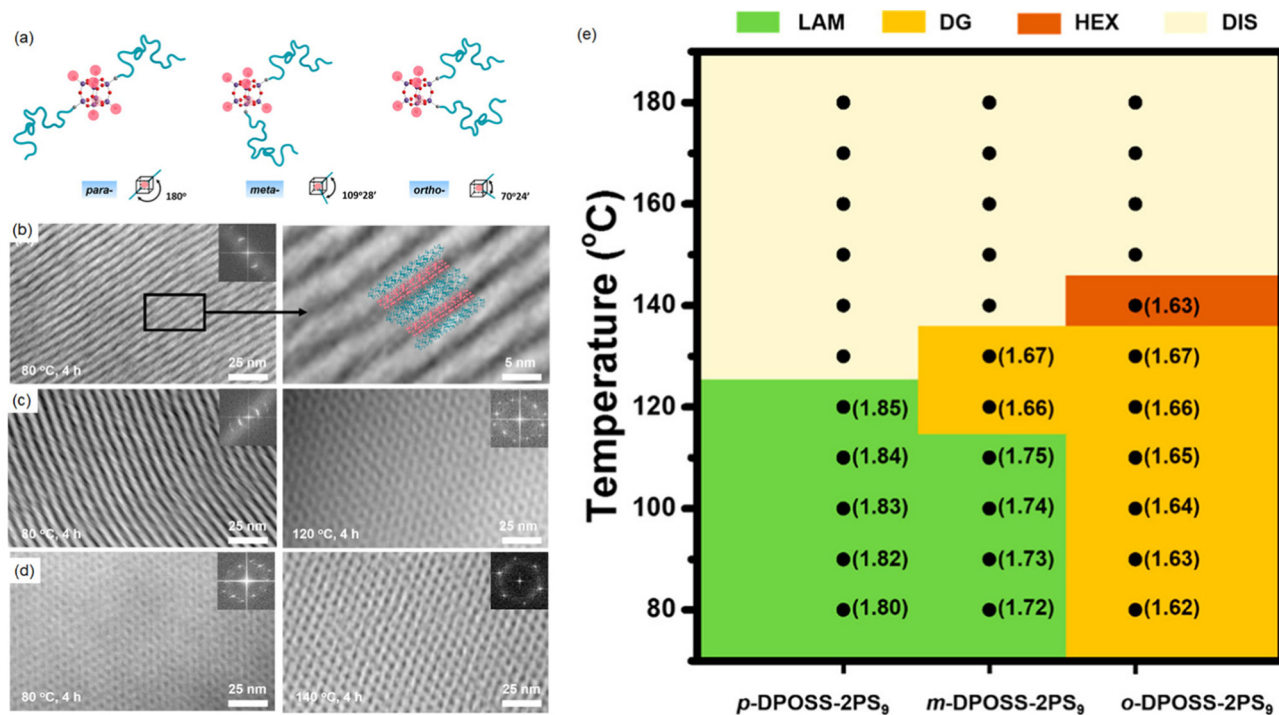 (a)
para-
180°
meta-
109°28′
ortho-
70°24′
(b)
80 °C, 4 h
25 nm
5 nm
(c)
80 °C, 4 h
25 nm
120 °C, 4 h
25 nm
(d)
80 °C, 4 h
25 nm
140 °C, 4 h
25 nm
(e)
LAM DG HEX DIS
Temperature (°C)
180
160
140 (1.63)
(1.67) (1.67)
120 (1.85) (1.66) (1.66)
(1.84) (1.75) (1.65)
100 (1.83) (1.74) (1.64)
(1.82) (1.73) (1.63)
80 (1.80) (1.72) (1.62)
p-DPOSS-2PS₉ m-DPOSS-2PS₉ o-DPOSS-2PS₉